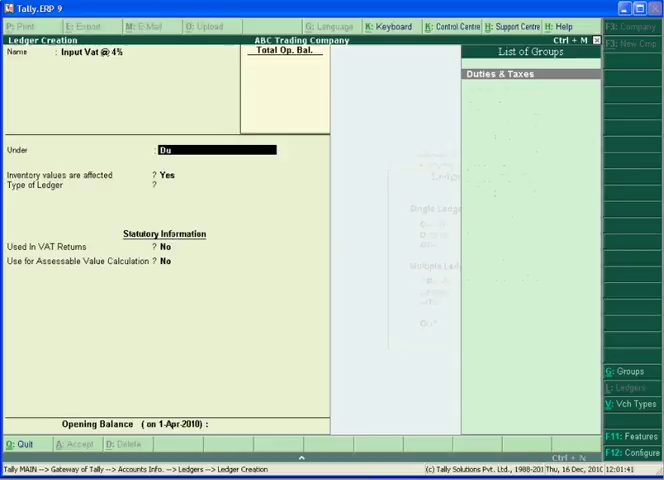 Tally.ERP 9
P: Print E: Export M: E-Mail O: Upload G: Language K: Keyboard K: Control Centre H: Support Centre H: Help F3: Company
Ledger Creation ABC Trading Company Ctrl + M F3: New Cmp
Name : Input Vat @ 4% Total Op. Bal. List of Groups
Duties & Taxes
Under : Du
Inventory values are affected ? Yes
Type of Ledger ?
Single Ledger
Statutory Information
Used In VAT Returns ? No
Use for Assessable Value Calculation ? No
G: Groups
L: Ledgers
V: Vch Types
Opening Balance ( on 1-Apr-2010) :
F11: Features
Q: Quit A: Accept D: Delete
F12: Configure
Ctrl + N
Tally MAIN --> Gateway of Tally --> Accounts Info. --> Ledgers --> Ledger Creation (c) Tally Solutions Pvt. Ltd., 1988-201 Thu, 16 Dec, 2010 12:01:41